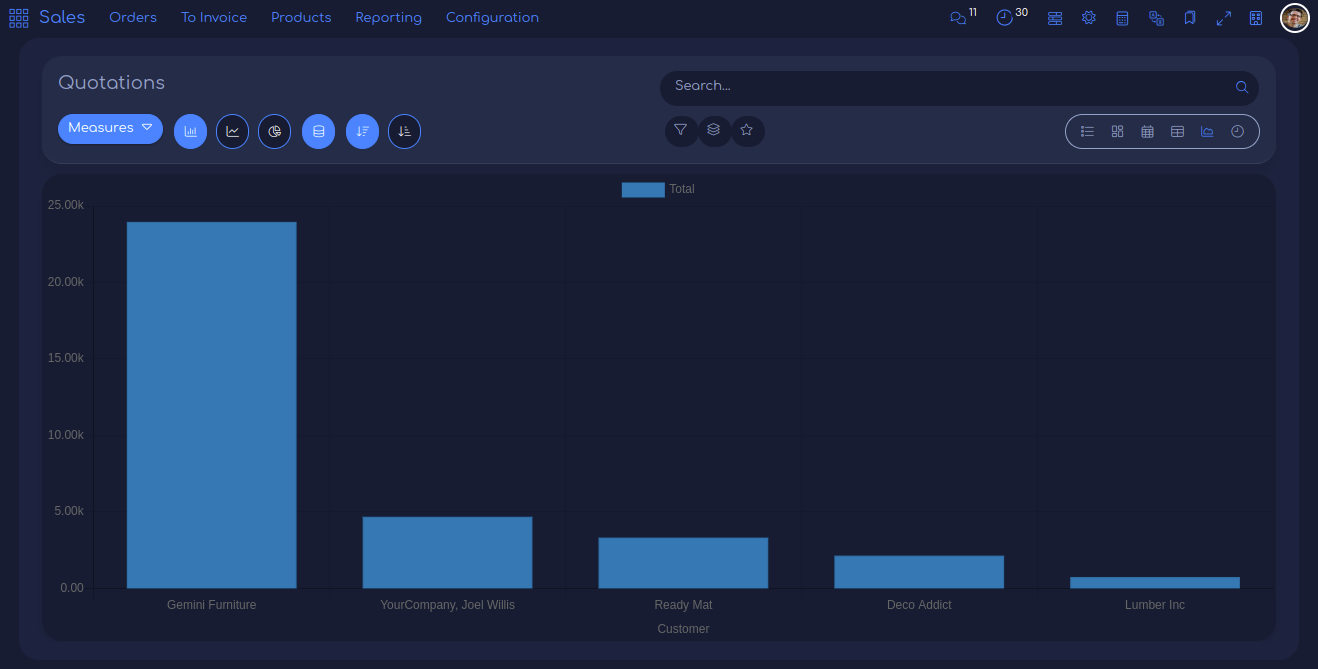 Sales Orders To Invoice Products Reporting Configuration 11 30
Quotations
Search...
Measures
Total
25.00k
20.00k
15.00k
10.00k
5.00k
0.00
Gemini Furniture YourCompany, Joel Willis Ready Mat Deco Addict Lumber Inc
Customer